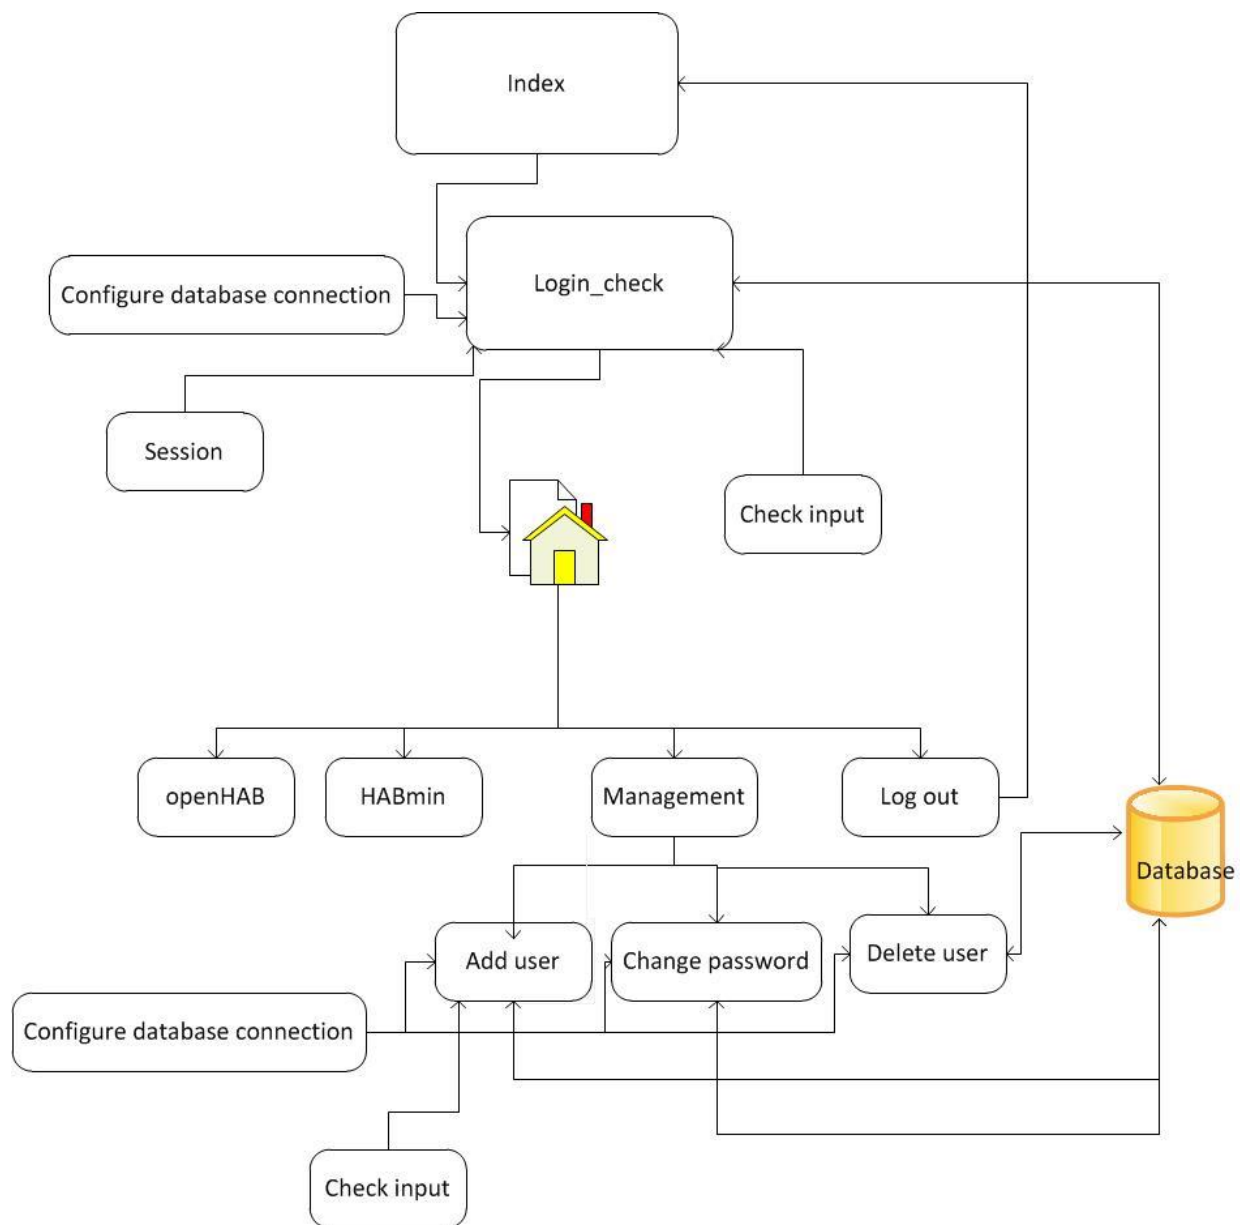 Index
Login_check
Configure database connection
Session
Check input
openHAB
HABmin
Management
Log out
Database
Add user
Change password
Delete user
Configure database connection
Check input